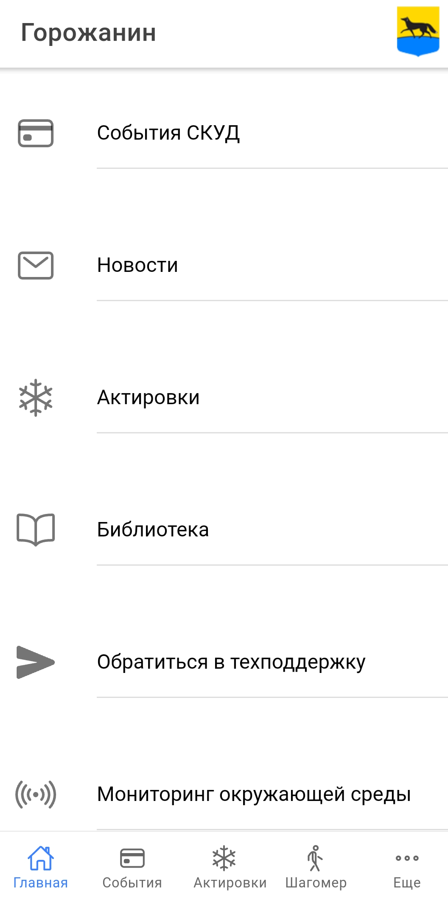 Горожанин
События СКУД
Новости
Актировки
Библиотека
Обратиться в техподдержку
Мониторинг окружающей среды
Главная
События
Актировки
Шагомер
Еще